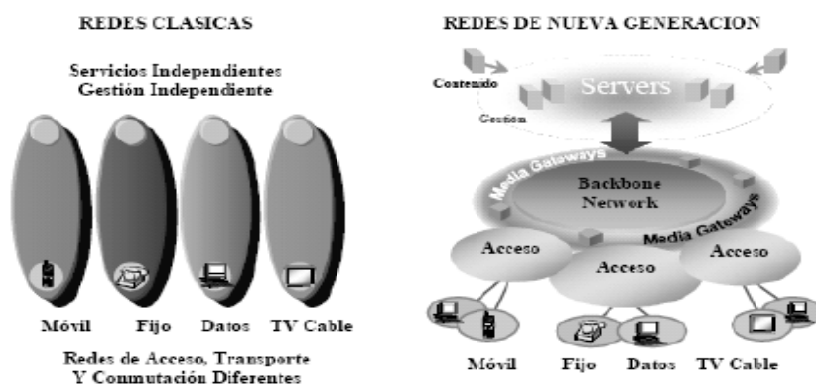 REDES CLASICAS
Servicios Independientes
Gestión Independiente
Móvil
Fijo
Datos
TV Cable
Redes de Acceso, Transporte
Y Conmutación Diferentes
REDES DE NUEVA GENERACION
Contenido
Servers
Gestión
Media Gateways
Backbone
Network
Media Gateways
Acceso
Acceso
Acceso
Móvil
Fijo
Datos
TV Cable